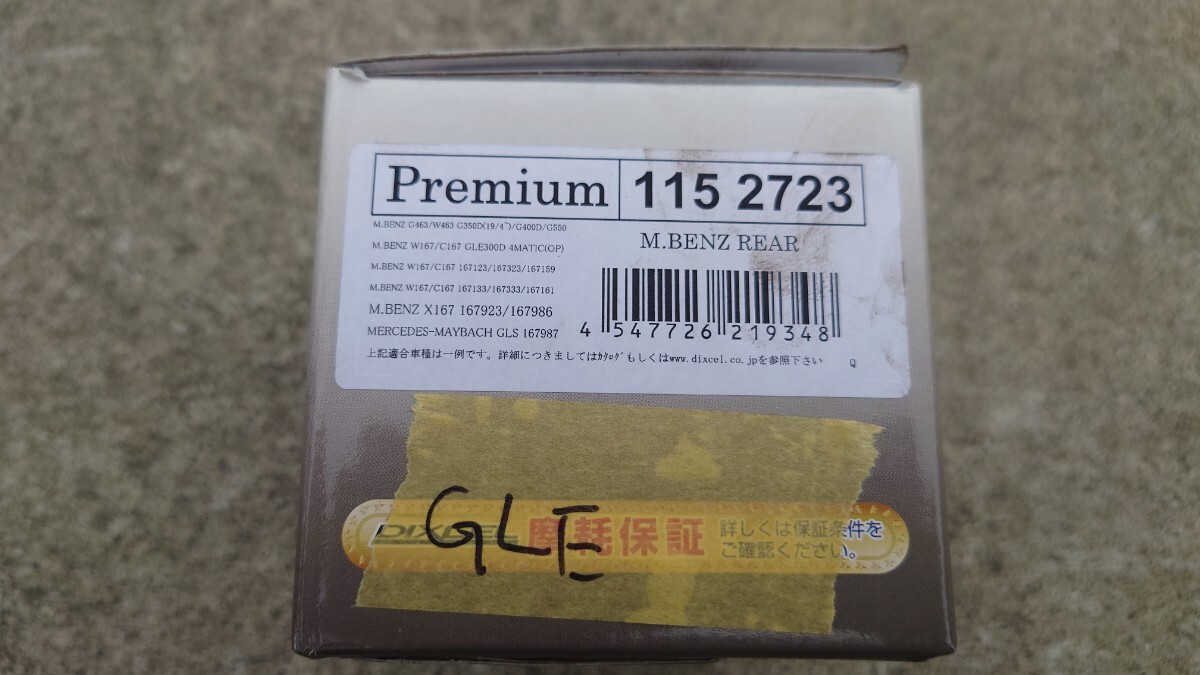 Premium 115 2723
M.BENZ G463/W463 G350D(19/4~)/G400D/G550
M.BENZ W167/C167 GLE300D 4MATIC(OP)
M.BENZ REAR
M.BENZ W167/C167 167123/167323/167159
M.BENZ W167/C167 167133/167333/167161
M.BENZ X167 167923/167986
MERCEDES-MAYBACH GLS 167987
4 547726 219348
上記適合車種は一例です。詳細につきましてはｶﾀﾛｸﾞもしくはwww.dixcel.co.jpを参照下さい Q
DIXCEL 摩耗保証 詳しくは保証条件を
ご確認ください。
GLE